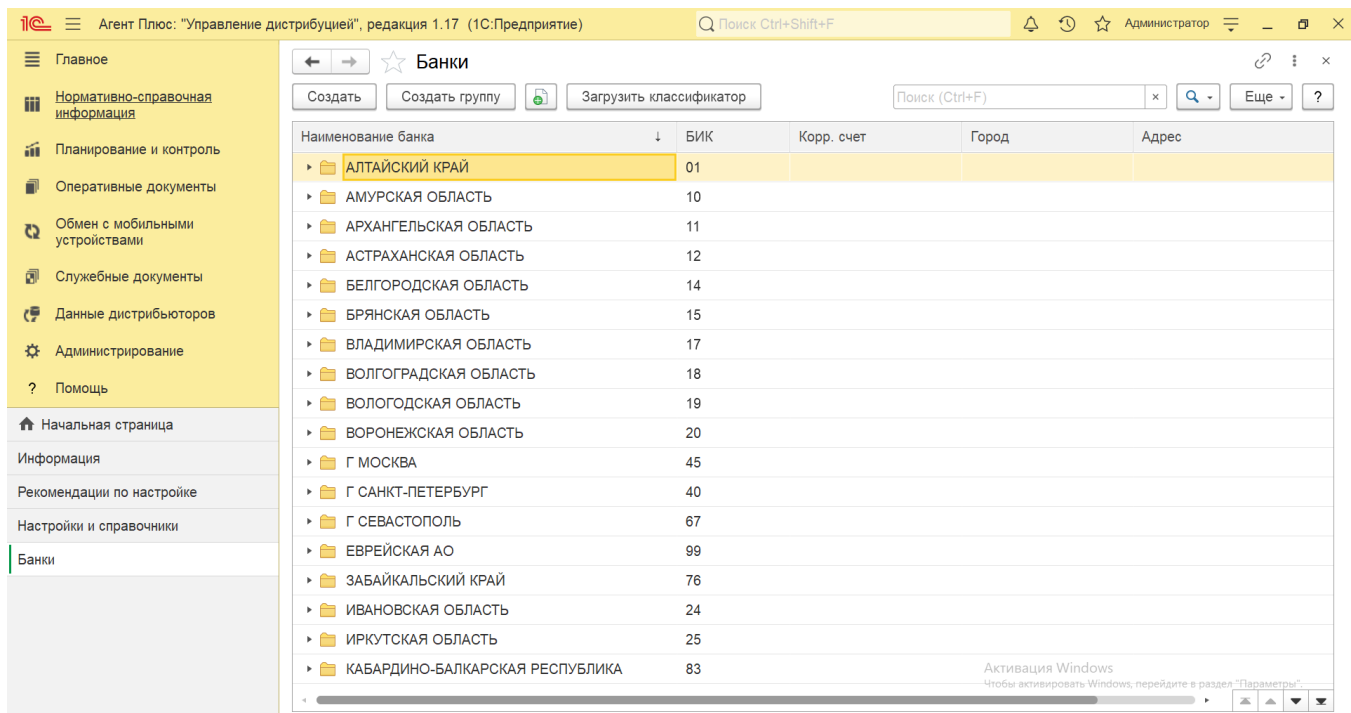 1С Агент Плюс: "Управление дистрибуцией", редакция 1.17 (1С:Предприятие) Поиск Ctrl+Shift+F Администратор
Главное
Нормативно-справочная
информация
Планирование и контроль
Оперативные документы
Обмен с мобильными
устройствами
Служебные документы
Данные дистрибьюторов
Администрирование
? Помощь
Начальная страница
Информация
Рекомендации по настройке
Настройки и справочники
Банки
Банки
Создать Создать группу Загрузить классификатор Поиск (Ctrl+F) × Еще ?
Наименование банка ↓ БИК Корр. счет Город Адрес
АЛТАЙСКИЙ КРАЙ 01
АМУРСКАЯ ОБЛАСТЬ 10
АРХАНГЕЛЬСКАЯ ОБЛАСТЬ 11
АСТРАХАНСКАЯ ОБЛАСТЬ 12
БЕЛГОРОДСКАЯ ОБЛАСТЬ 14
БРЯНСКАЯ ОБЛАСТЬ 15
ВЛАДИМИРСКАЯ ОБЛАСТЬ 17
ВОЛГОГРАДСКАЯ ОБЛАСТЬ 18
ВОЛОГОДСКАЯ ОБЛАСТЬ 19
ВОРОНЕЖСКАЯ ОБЛАСТЬ 20
Г МОСКВА 45
Г САНКТ-ПЕТЕРБУРГ 40
Г СЕВАСТОПОЛЬ 67
ЕВРЕЙСКАЯ АО 99
ЗАБАЙКАЛЬСКИЙ КРАЙ 76
ИВАНОВСКАЯ ОБЛАСТЬ 24
ИРКУТСКАЯ ОБЛАСТЬ 25
КАБАРДИНО-БАЛКАРСКАЯ РЕСПУБЛИКА 83
Активация Windows
Чтобы активировать Windows, перейдите в раздел "Параметры".